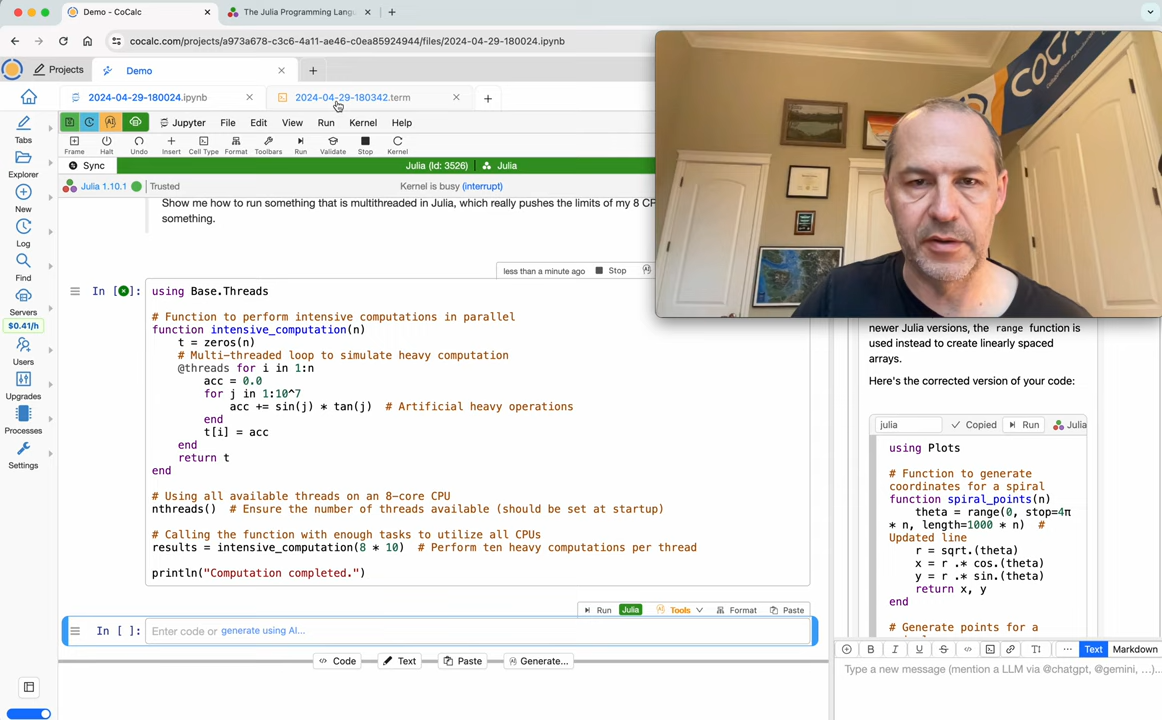 Demo - CoCalc
The Julia Programming Langu
cocalc.com/projects/a973a678-c3c6-4a11-ae46-c0ea85924944/files/2024-04-29-180024.ipynb
Projects
Demo
2024-04-29-180024.ipynb
2024-04-29-180342.term
Jupyter File Edit View Run Kernel Help
Frame Halt Undo Insert Cell Type Format Toolbars Run Validate Stop Kernel
Sync
Julia (Id: 3526)
Julia
Julia 1.10.1
Trusted
Kernel is busy (interrupt)
Tabs
Explorer
New
Log
Find
Servers
$0.41/h
Users
Upgrades
Processes
Settings
Show me how to run something that is multithreaded in Julia, which really pushes the limits of my 8 CP
something.
less than a minute ago Stop
In [ ]:
using Base.Threads
# Function to perform intensive computations in parallel
function intensive_computation(n)
t = zeros(n)
# Multi-threaded loop to simulate heavy computation
@threads for i in 1:n
acc = 0.0
for j in 1:10^7
acc += sin(j) * tan(j) # Artificial heavy operations
end
t[i] = acc
end
return t
end
# Using all available threads on an 8-core CPU
nthreads() # Ensure the number of threads available (should be set at startup)
# Calling the function with enough tasks to utilize all CPUs
results = intensive_computation(8 * 10) # Perform ten heavy computations per thread
println("Computation completed.")
Run Julia Tools Format Paste
In [ ]: Enter code or generate using AI...
Code Text Paste Generate...
COCALC
newer Julia versions, the range function is
used instead to create linearly spaced
arrays.
Here's the corrected version of your code:
julia Copied Run Julia
using Plots
# Function to generate
coordinates for a spiral
function spiral_points(n)
theta = range(0, stop=4π
* n, length=1000 * n) #
Updated line
r = sqrt.(theta)
x = r .* cos.(theta)
y = r .* sin.(theta)
return x, y
end
# Generate points for a
B I U S Text Markdown
Type a new message (mention a LLM via @chatgpt, @gemini, …)...